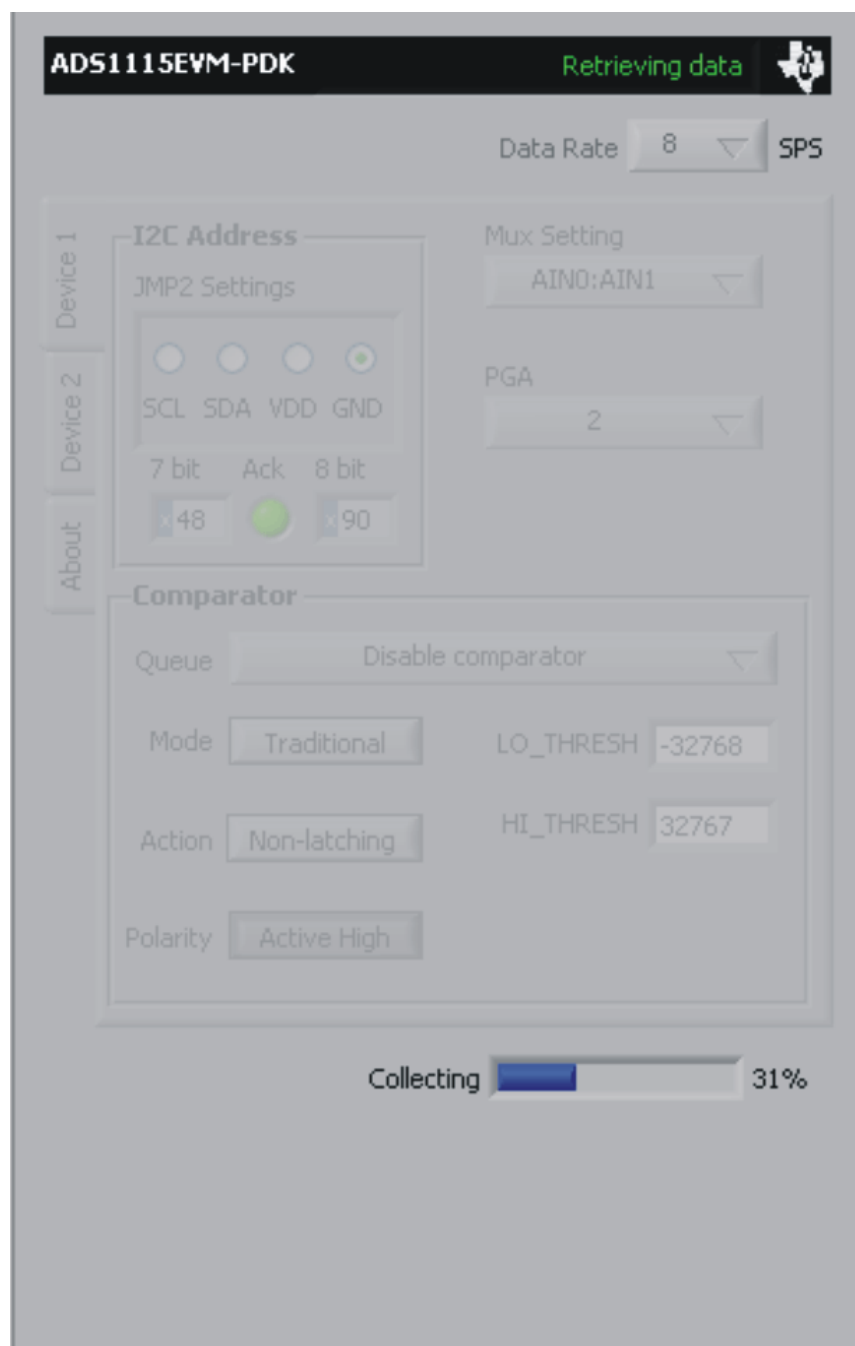 ADS1115EVM-PDK Retrieving data
Data Rate 8 SPS
Device 1
Device 2
About
I2C Address
JMP2 Settings
SCL SDA VDD GND
7 bit Ack 8 bit
x 48 x 90
Mux Setting
AIN0:AIN1
PGA
2
Comparator
Queue Disable comparator
Mode Traditional LO_THRESH -32768
Action Non-latching HI_THRESH 32767
Polarity Active High
Collecting 31%